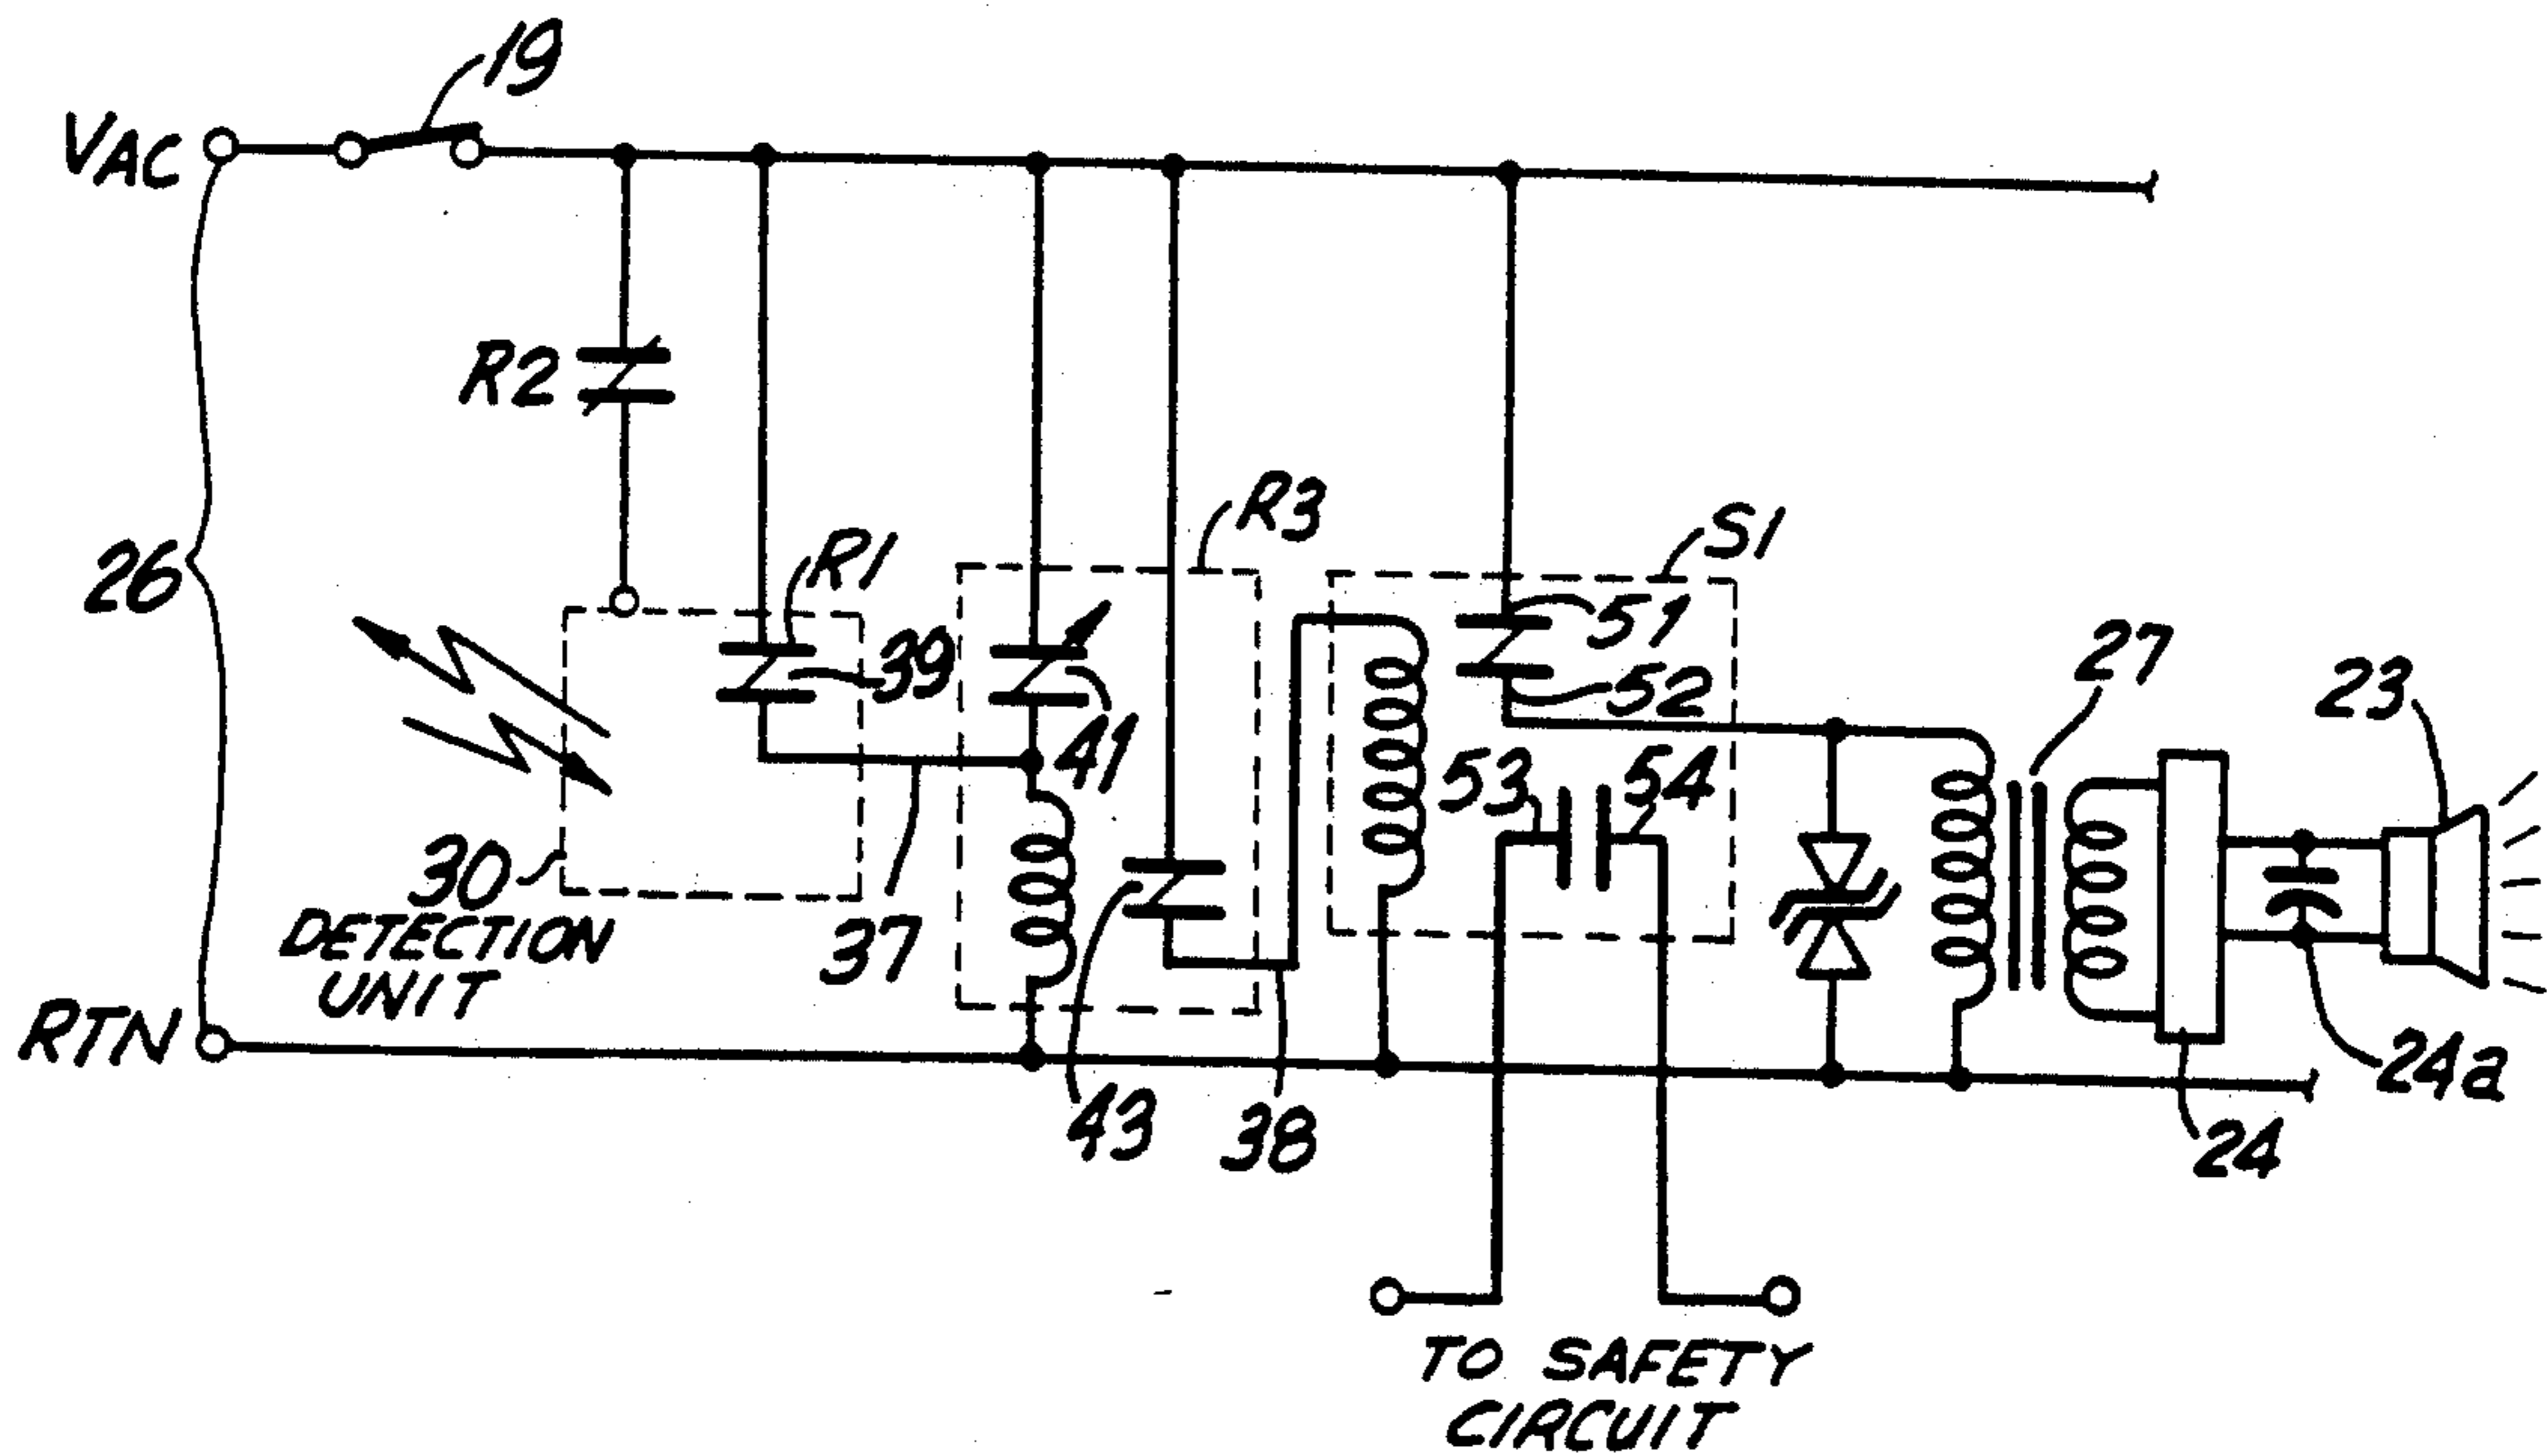 19
VAC
R2
R3
R1
S1
26
39
51
52
27
23
41
53
54
30
DETECTION
UNIT
37
RTN
43
38
24a
24
TO SAFETY
CIRCUIT